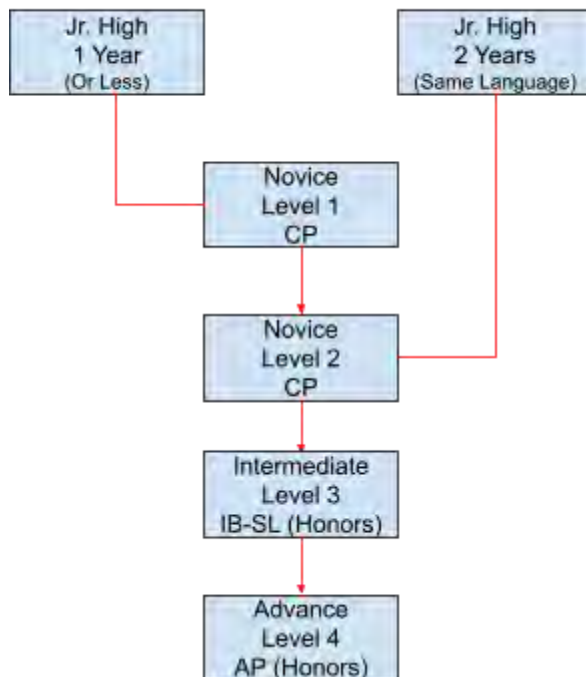 Jr. High
1 Year
(Or Less)
Jr. High
2 Years
(Same Language)
Novice
Level 1
CP
Novice
Level 2
CP
Intermediate
Level 3
IB-SL (Honors)
Advance
Level 4
AP (Honors)